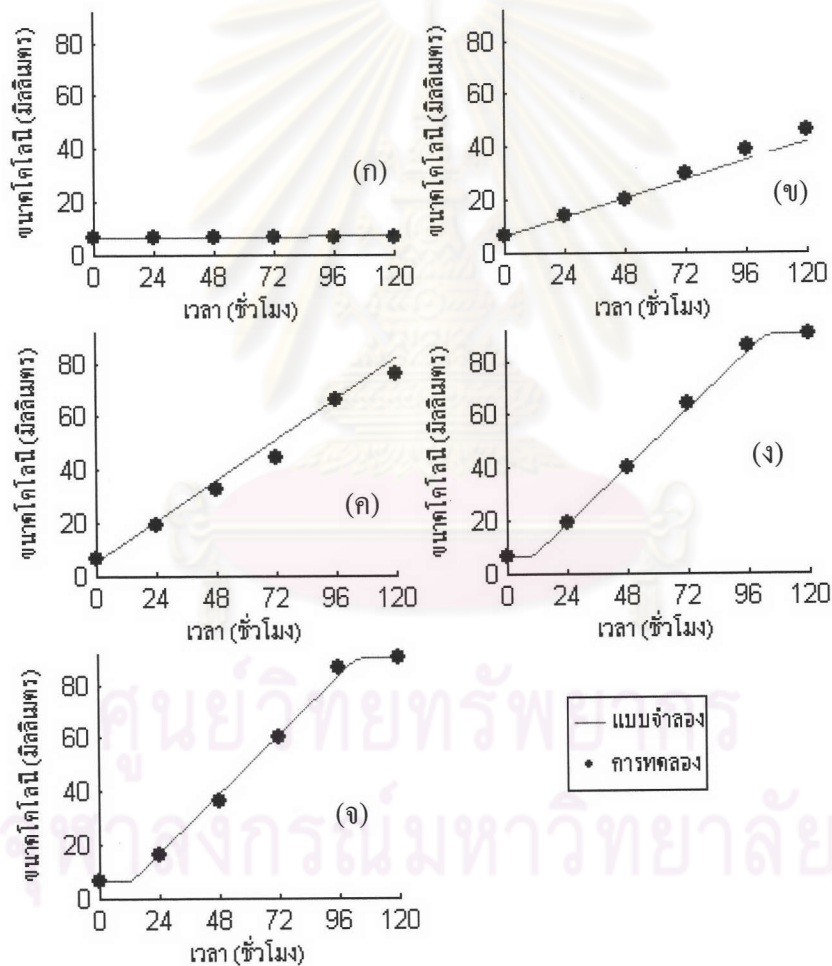 ขนาดโคโลนี (มิลลิเมตร)
80
60
40
20
0
(ก)
0 24 48 72 96 120
เวลา (ชั่วโมง)
ขนาดโคโลนี (มิลลิเมตร)
80
60
40
20
0
(ข)
0 24 48 72 96 120
เวลา (ชั่วโมง)
ขนาดโคโลนี (มิลลิเมตร)
80
60
40
20
0
(ค)
0 24 48 72 96 120
เวลา (ชั่วโมง)
ขนาดโคโลนี (มิลลิเมตร)
80
60
40
20
0
(ง)
0 24 48 72 96 120
เวลา (ชั่วโมง)
ขนาดโคโลนี (มิลลิเมตร)
80
60
40
20
0
(จ)
0 24 48 72 96 120
เวลา (ชั่วโมง)
แบบจำลอง
การทดลอง
ศูนย์วิทยทรัพยากร
จุฬาลงกรณ์มหาวิทยาลัย